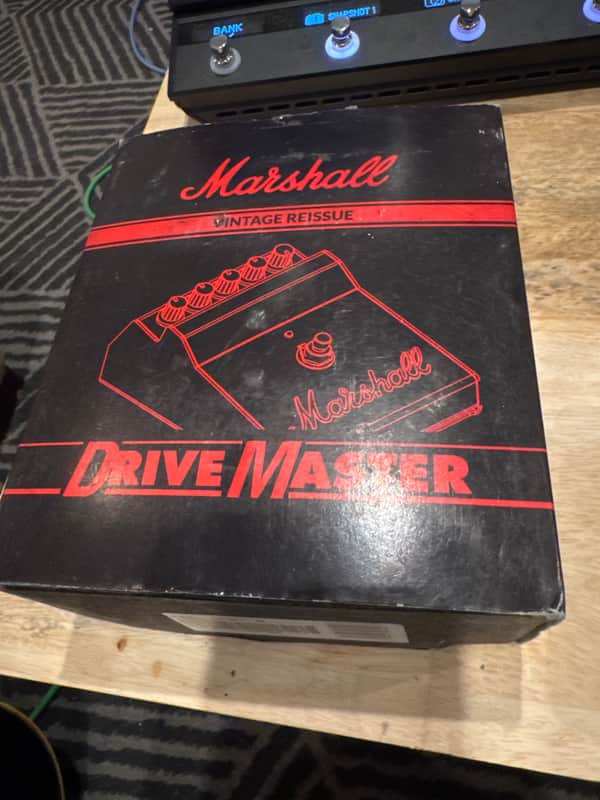 BANK
SNAPSHOT 1
Marshall
VINTAGE REISSUE
Marshall
DRIVE MASTER